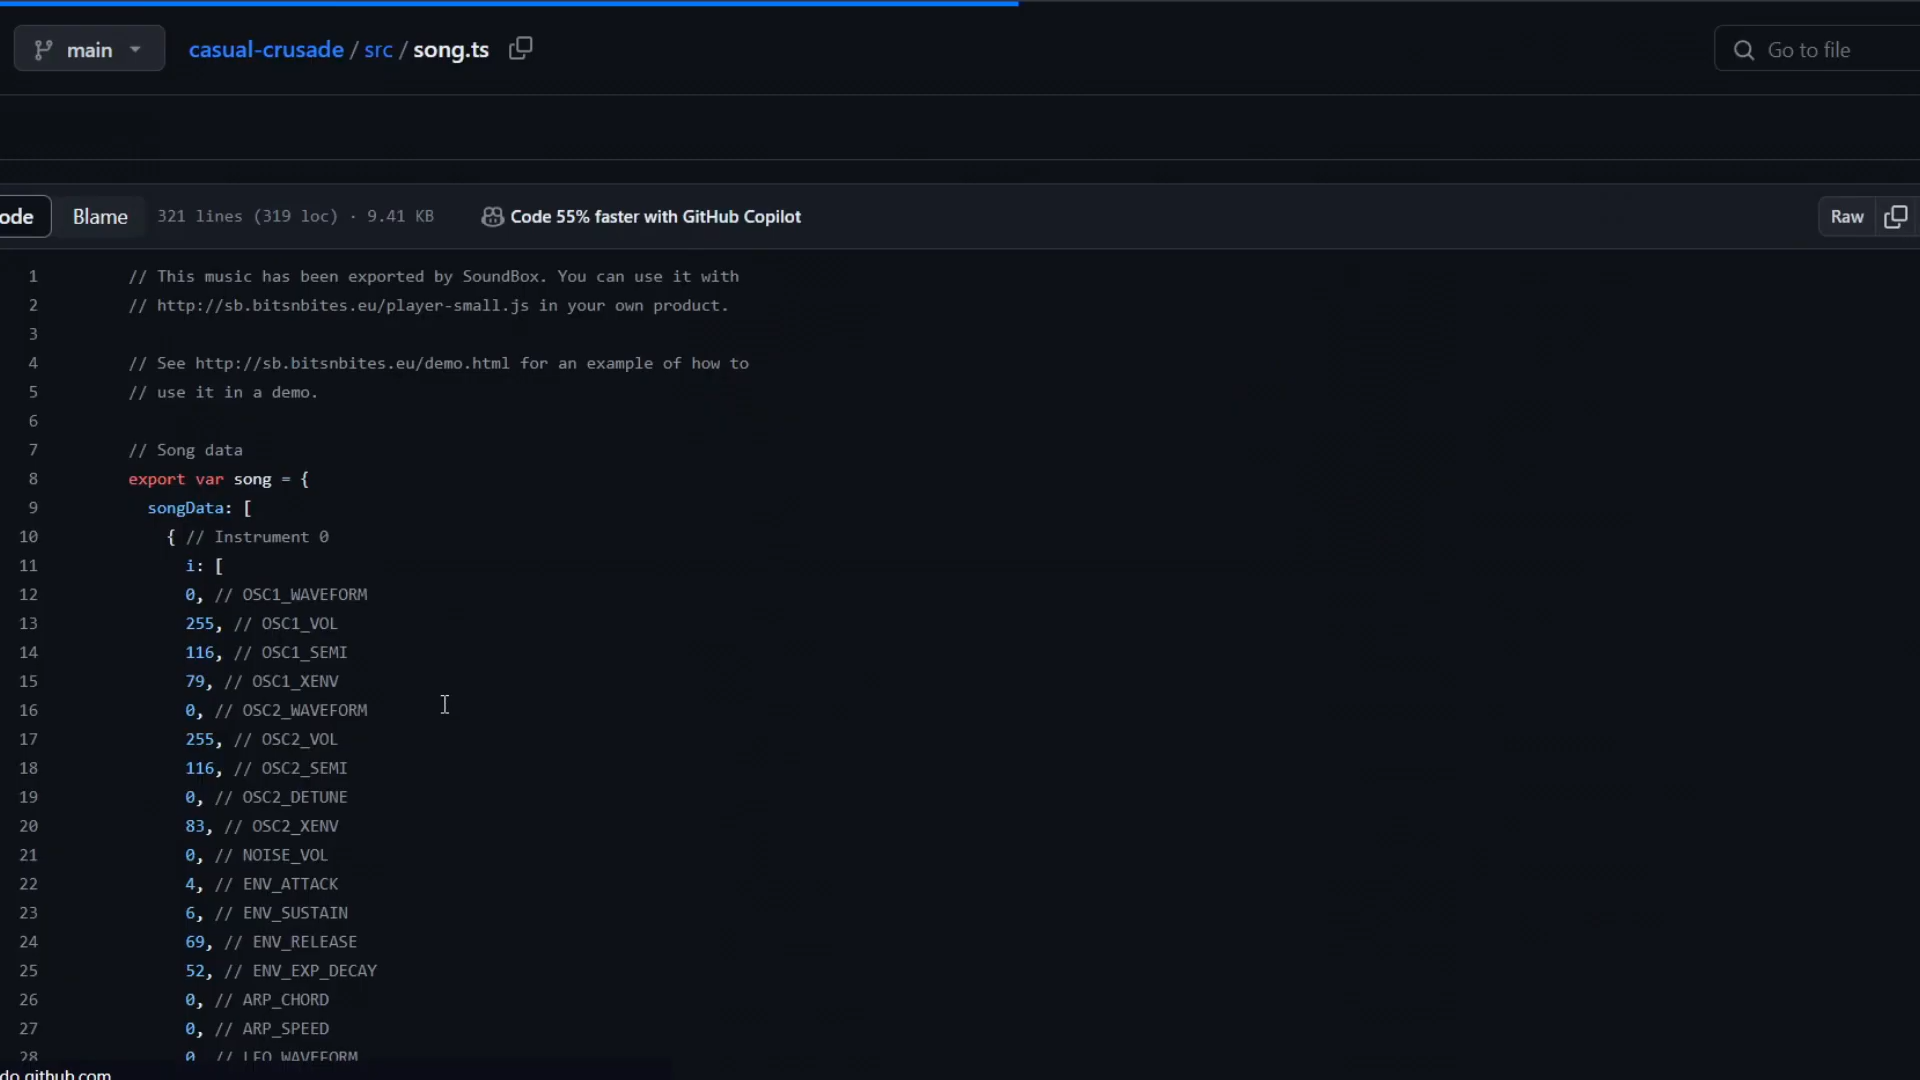 main casual-crusade / src / song.ts Go to file
ode Blame 321 lines (319 loc) · 9.41 KB Code 55% faster with GitHub Copilot Raw
1 // This music has been exported by SoundBox. You can use it with
2 // http://sb.bitsnbites.eu/player-small.js in your own product.
3
4 // See http://sb.bitsnbites.eu/demo.html for an example of how to
5 // use it in a demo.
6
7 // Song data
8 export var song = {
9 songData: [
10 { // Instrument 0
11 i: [
12 0, // OSC1_WAVEFORM
13 255, // OSC1_VOL
14 116, // OSC1_SEMI
15 79, // OSC1_XENV
16 0, // OSC2_WAVEFORM
17 255, // OSC2_VOL
18 116, // OSC2_SEMI
19 0, // OSC2_DETUNE
20 83, // OSC2_XENV
21 0, // NOISE_VOL
22 4, // ENV_ATTACK
23 6, // ENV_SUSTAIN
24 69, // ENV_RELEASE
25 52, // ENV_EXP_DECAY
26 0, // ARP_CHORD
27 0, // ARP_SPEED
28 0 // LFO_WAVEFORM
do.github.com